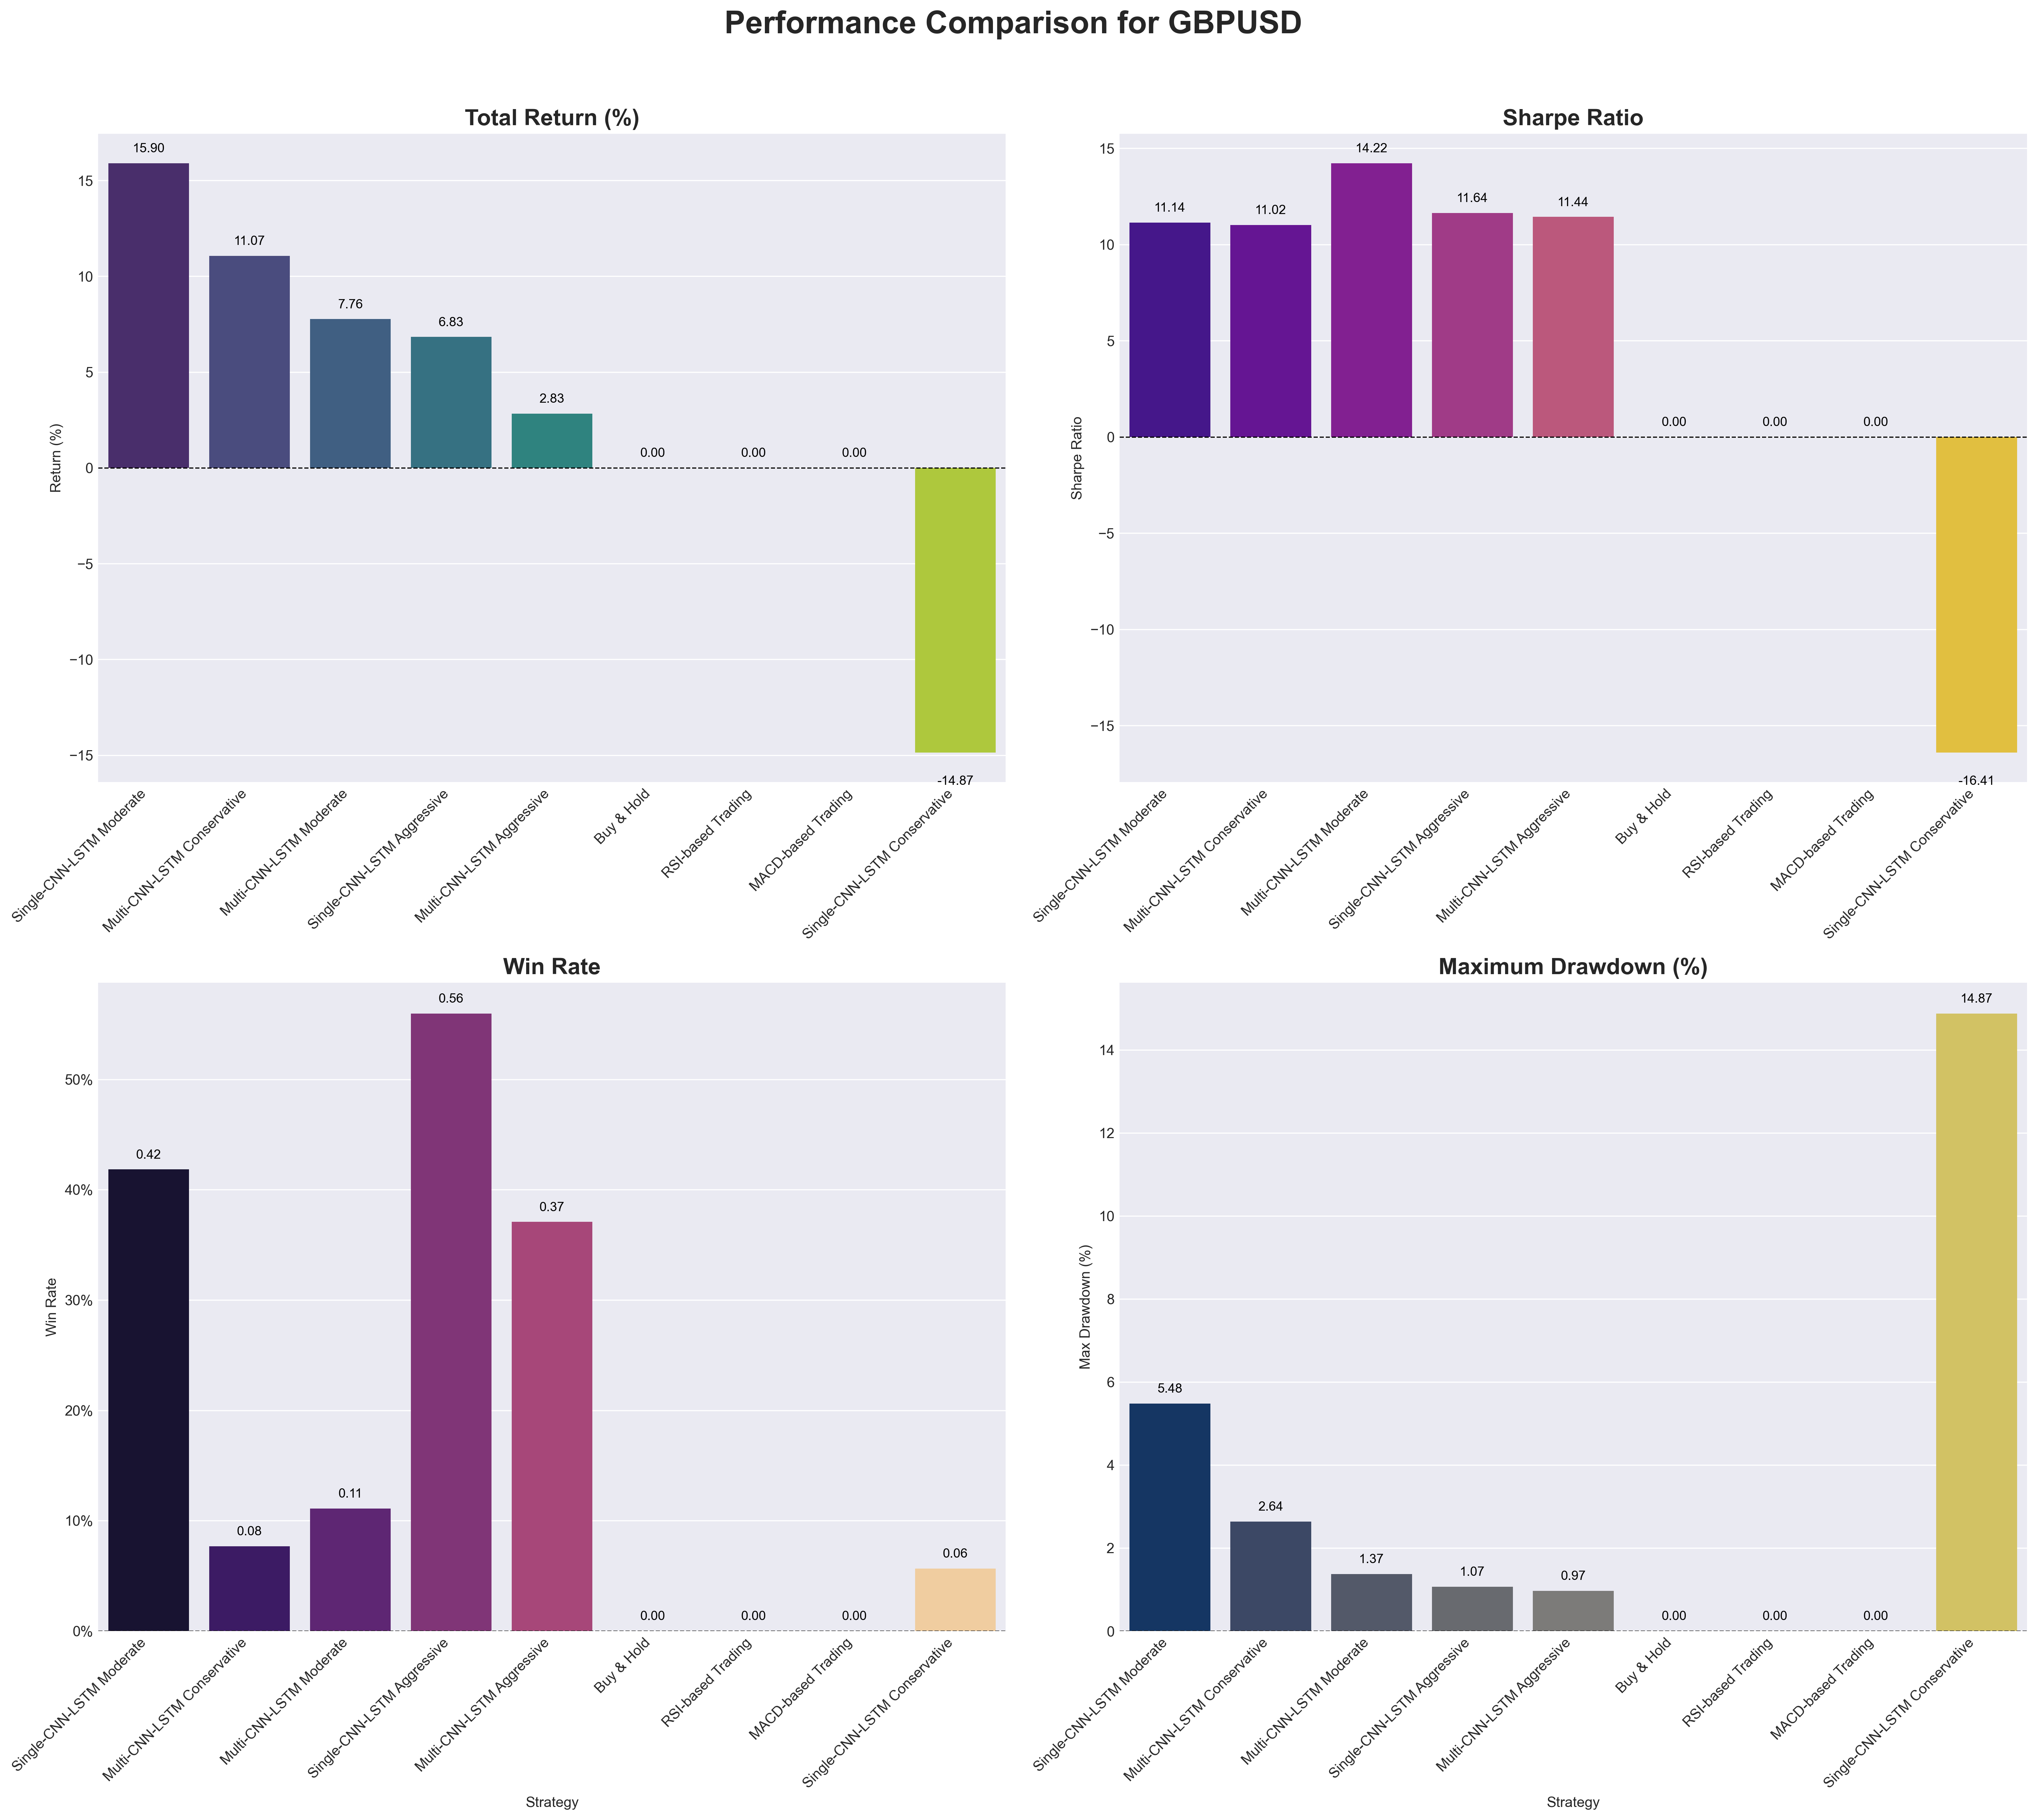 Performance Comparison for GBPUSD
Total Return (%)
15.90
11.07
7.76
6.83
2.83
0.00
0.00
0.00
-14.87
15
10
5
0
−5
−10
−15
Return (%)
Single-CNN-LSTM Moderate
Multi-CNN-LSTM Conservative
Multi-CNN-LSTM Moderate
Single-CNN-LSTM Aggressive
Multi-CNN-LSTM Aggressive
Buy & Hold
RSI-based Trading
MACD-based Trading
Single-CNN-LSTM Conservative
Sharpe Ratio
11.14
11.02
14.22
11.64
11.44
0.00
0.00
0.00
-16.41
15
10
5
0
−5
−10
−15
Sharpe Ratio
Single-CNN-LSTM Moderate
Multi-CNN-LSTM Conservative
Multi-CNN-LSTM Moderate
Single-CNN-LSTM Aggressive
Multi-CNN-LSTM Aggressive
Buy & Hold
RSI-based Trading
MACD-based Trading
Single-CNN-LSTM Conservative
Win Rate
0.42
0.08
0.11
0.56
0.37
0.00
0.00
0.00
0.06
50%
40%
30%
20%
10%
0%
Win Rate
Single-CNN-LSTM Moderate
Multi-CNN-LSTM Conservative
Multi-CNN-LSTM Moderate
Single-CNN-LSTM Aggressive
Multi-CNN-LSTM Aggressive
Buy & Hold
RSI-based Trading
MACD-based Trading
Single-CNN-LSTM Conservative
Strategy
Maximum Drawdown (%)
5.48
2.64
1.37
1.07
0.97
0.00
0.00
0.00
14.87
14
12
10
8
6
4
2
0
Max Drawdown (%)
Single-CNN-LSTM Moderate
Multi-CNN-LSTM Conservative
Multi-CNN-LSTM Moderate
Single-CNN-LSTM Aggressive
Multi-CNN-LSTM Aggressive
Buy & Hold
RSI-based Trading
MACD-based Trading
Single-CNN-LSTM Conservative
Strategy